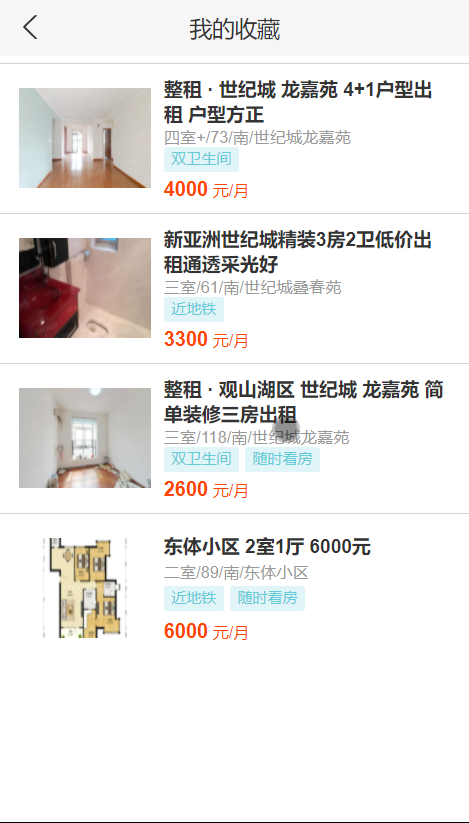 我的收藏
整租 · 世纪城 龙嘉苑 4+1户型出
租 户型方正
四室+/73/南/世纪城龙嘉苑
双卫生间
4000 元/月
新亚洲世纪城精装3房2卫低价出
租通透采光好
三室/61/南/世纪城叠春苑
近地铁
3300 元/月
整租 · 观山湖区 世纪城 龙嘉苑 简
单装修三房出租
三室/118/南/世纪城龙嘉苑
双卫生间 随时看房
2600 元/月
东体小区 2室1厅 6000元
二室/89/南/东体小区
近地铁 随时看房
6000 元/月